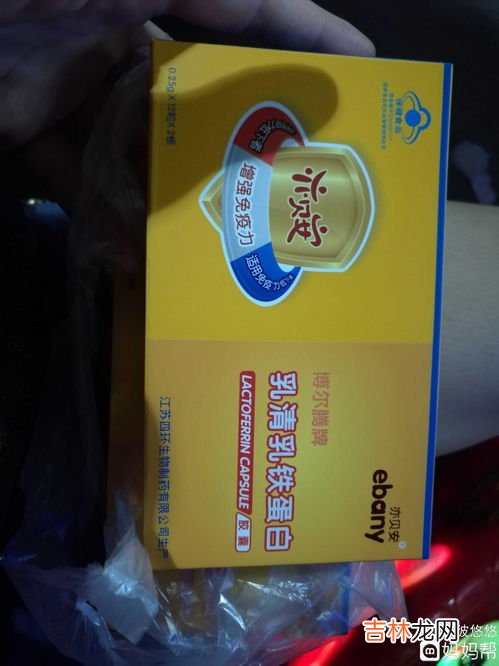 保健食品
亦贝安
增强免疫力
适用免疫力低下者
0.25g X 12粒 X 2板
亦贝安
ebany
博尔腾牌
乳清乳铁蛋白
LACTOFERRIN CAPSULE
胶囊
江苏四环生物制药有限公司生产
吉林龙网
妈妈帮